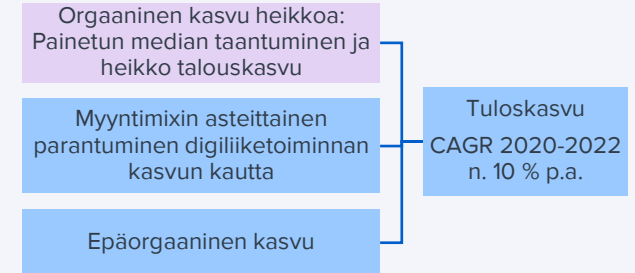 Orgaaninen kasvu heikkoa:
Painetun median taantuminen ja
heikko talouskasvu
Myyntimixin asteittainen
parantuminen digiliiketoiminnan
kasvun kautta
Epäorgaaninen kasvu
Tuloskasvu
CAGR 2020-2022
n. 10 % p.a.